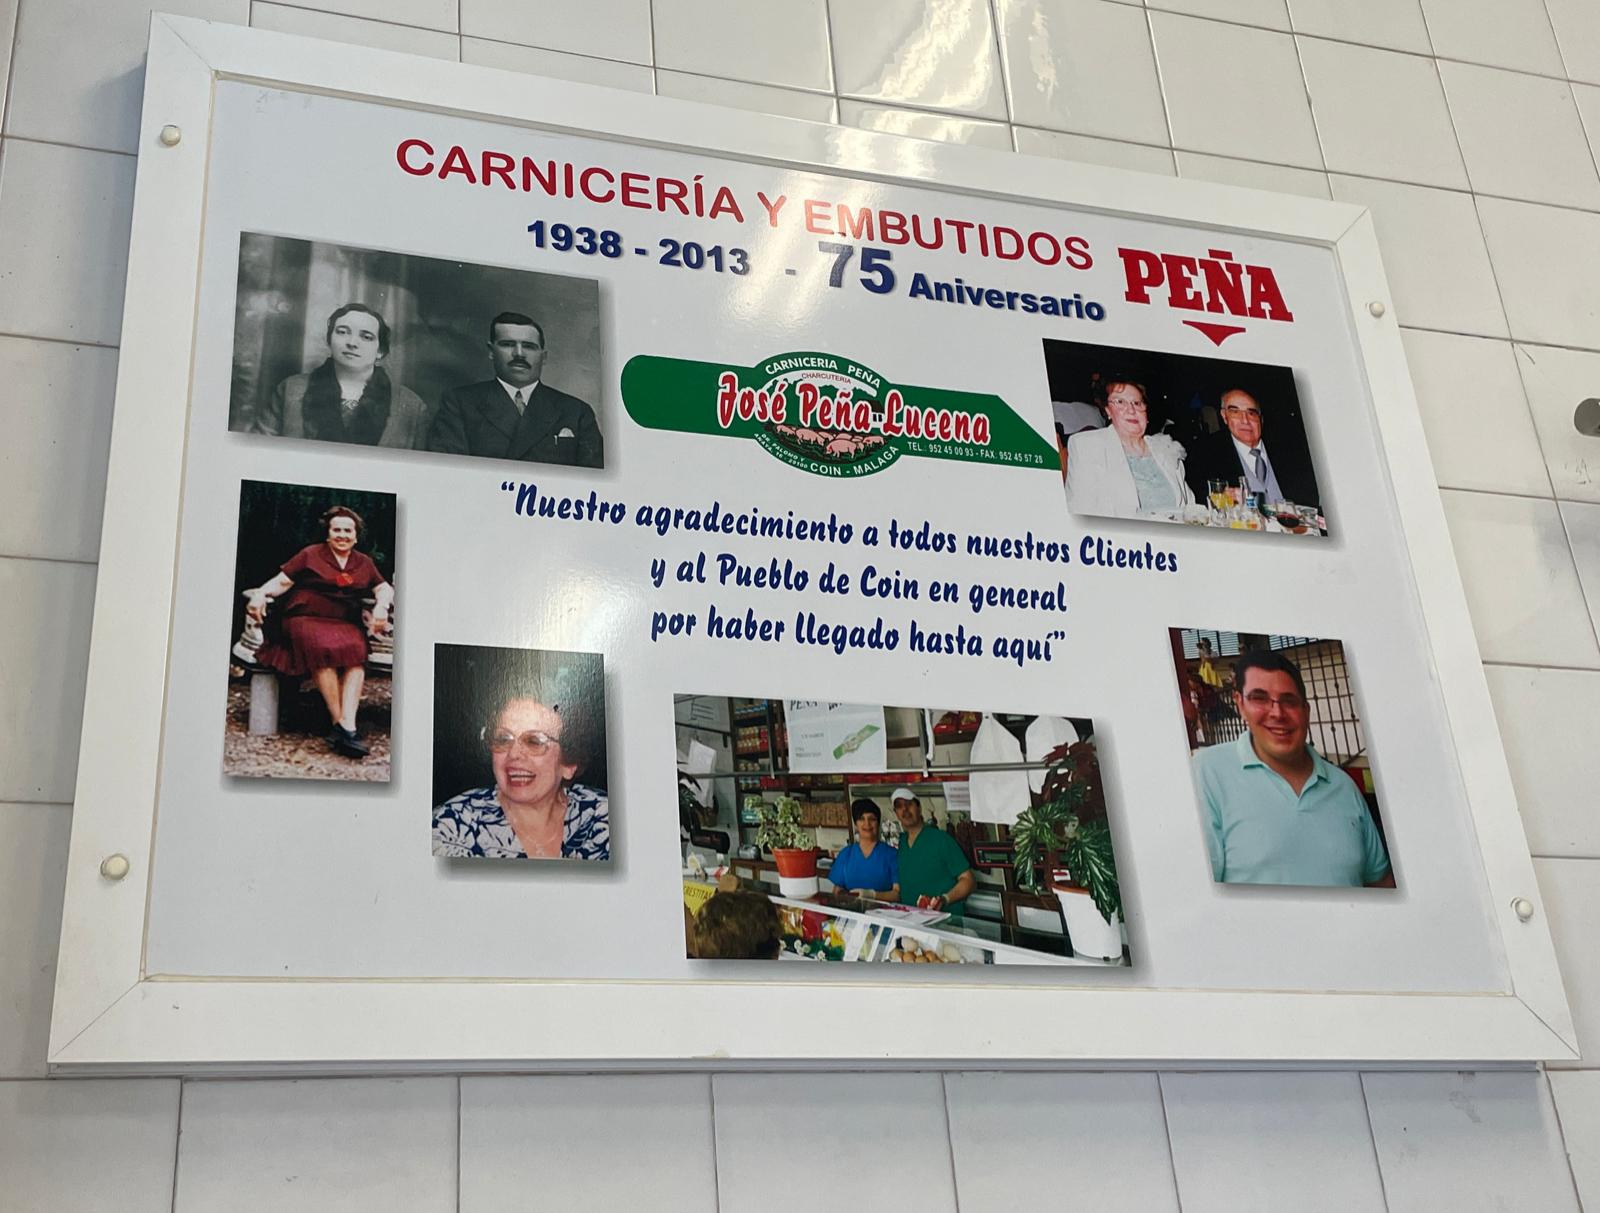 CARNICERÍA Y EMBUTIDOS PEÑA
1938 - 2013 - 75 Aniversario
CARNICERIA PEÑA
CHARCUTERIA
José Peña Lucena
TEL.: 952 45 00 93 - FAX: 952 45 57 28
COIN - MALAGA
“Nuestro agradecimiento a todos nuestros Clientes
y al Pueblo de Coin en general
por haber llegado hasta aquí”
PEÑA